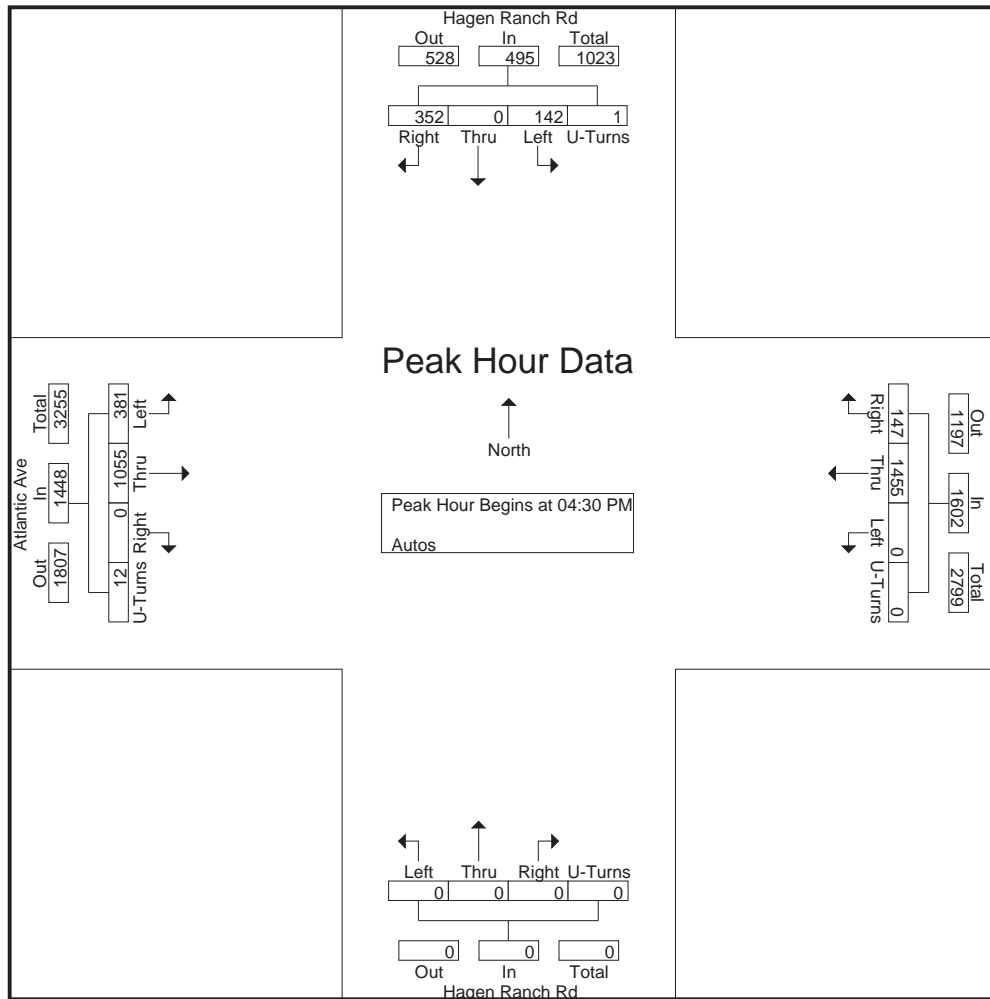 Hagen Ranch Rd
Out In Total
528 495 1023
352 0 142 1
Right Thru Left U-Turns
Peak Hour Data
North
Peak Hour Begins at 04:30 PM
Autos
Atlantic Ave
Out In Total
1807 1448 3255
12 0 1055 381
U-Turns Right Thru Left
Out In Total
1197 1602 2799
147 1455 0 0
Right Thru Left U-Turns
Left Thru Right U-Turns
0 0 0 0
0 0 0
Out In Total
Hagen Ranch Rd